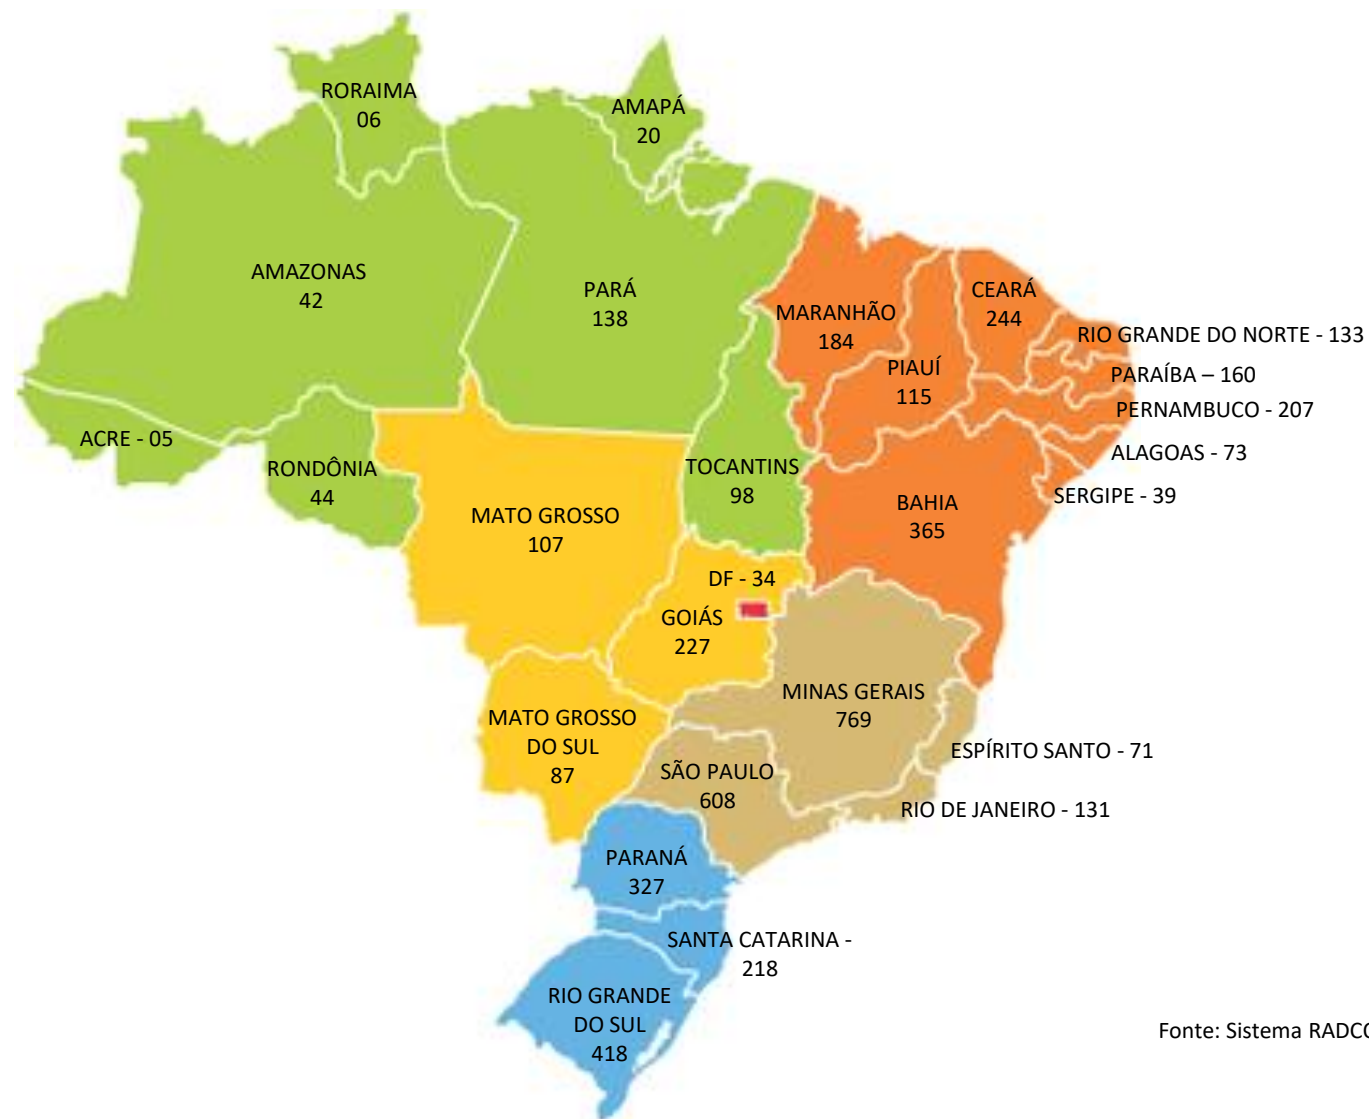 RORAIMA
06
AMAPÁ
20
AMAZONAS
42
PARÁ
138
MARANHÃO
184
CEARÁ
244
RIO GRANDE DO NORTE - 133
PIAUÍ
115
PARAÍBA – 160
PERNAMBUCO - 207
ALAGOAS - 73
SERGIPE - 39
ACRE - 05
RONDÔNIA
44
TOCANTINS
98
BAHIA
365
MATO GROSSO
107
DF - 34
GOIÁS
227
MINAS GERAIS
769
MATO GROSSO
DO SUL
87
ESPÍRITO SANTO - 71
SÃO PAULO
608
RIO DE JANEIRO - 131
PARANÁ
327
SANTA CATARINA -
218
RIO GRANDE
DO SUL
418
Fonte: Sistema RADCO